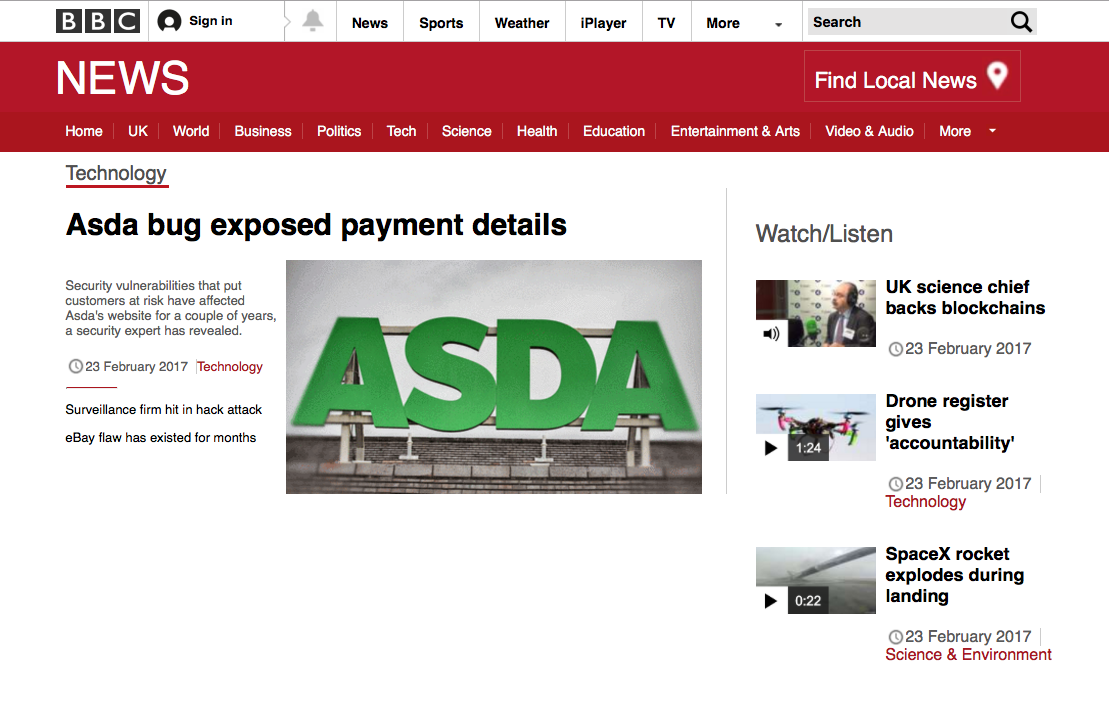 BBC Sign in News Sports Weather iPlayer TV More Search
NEWS
Find Local News
Home UK World Business Politics Tech Science Health Education Entertainment & Arts Video & Audio More
Technology
Asda bug exposed payment details
Security vulnerabilities that put
customers at risk have affected
Asda's website for a couple of years,
a security expert has revealed.
23 February 2017 Technology
Surveillance firm hit in hack attack
eBay flaw has existed for months
ASDA
Watch/Listen
UK science chief
backs blockchains
23 February 2017
Drone register
gives
'accountability'
1:24
23 February 2017
Technology
SpaceX rocket
explodes during
landing
0:22
23 February 2017
Science & Environment